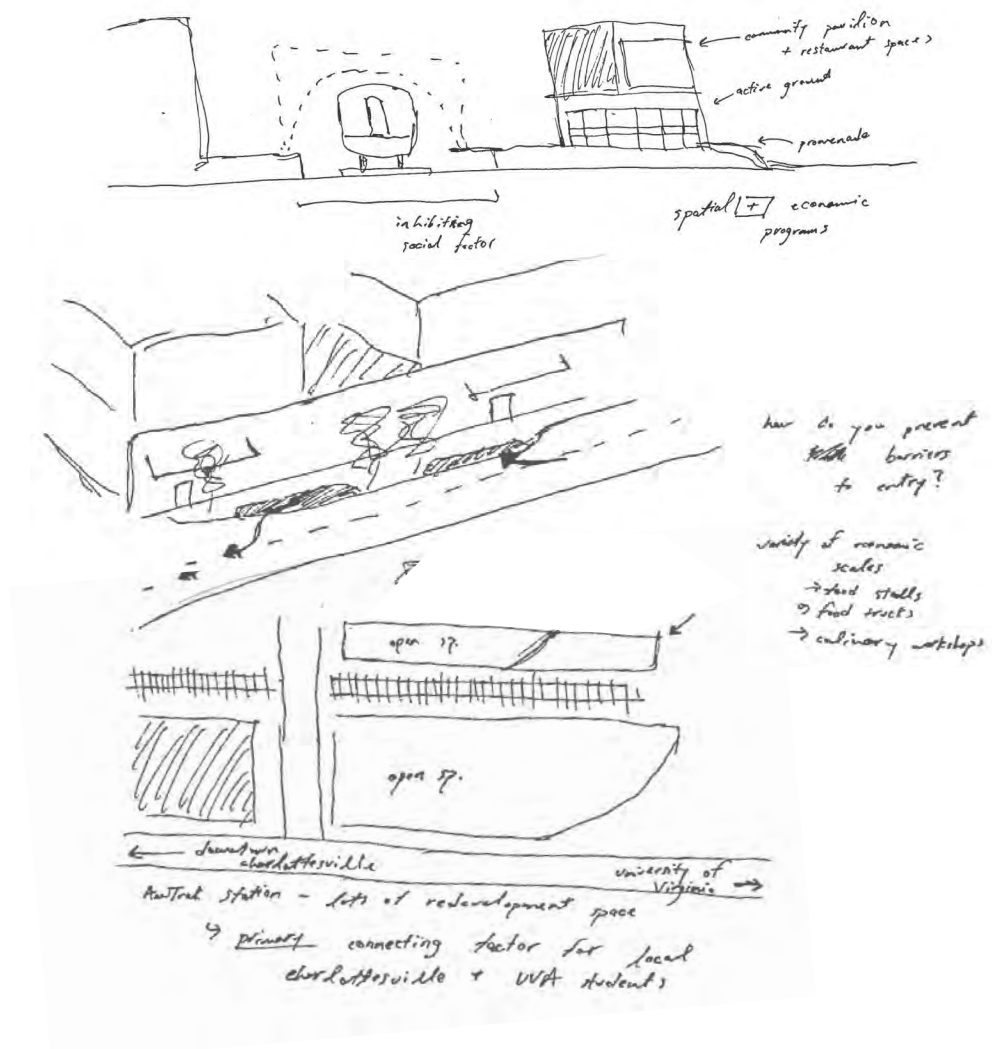 community pavilion
+ restaurant spaces
active ground
promenade
inhibiting
social factor
spatial + economic
programs
how do you prevent
barriers
to entry?
variety of economic
scales
→ food stalls
→ food trucks
→ culinary workshops
open sp.
open sp.
← downtown
charlottesville
university of
Virginia →
AmTrak station - lots of redevelopment space
↳ primary connecting factor for local
charlottesville + UVA students